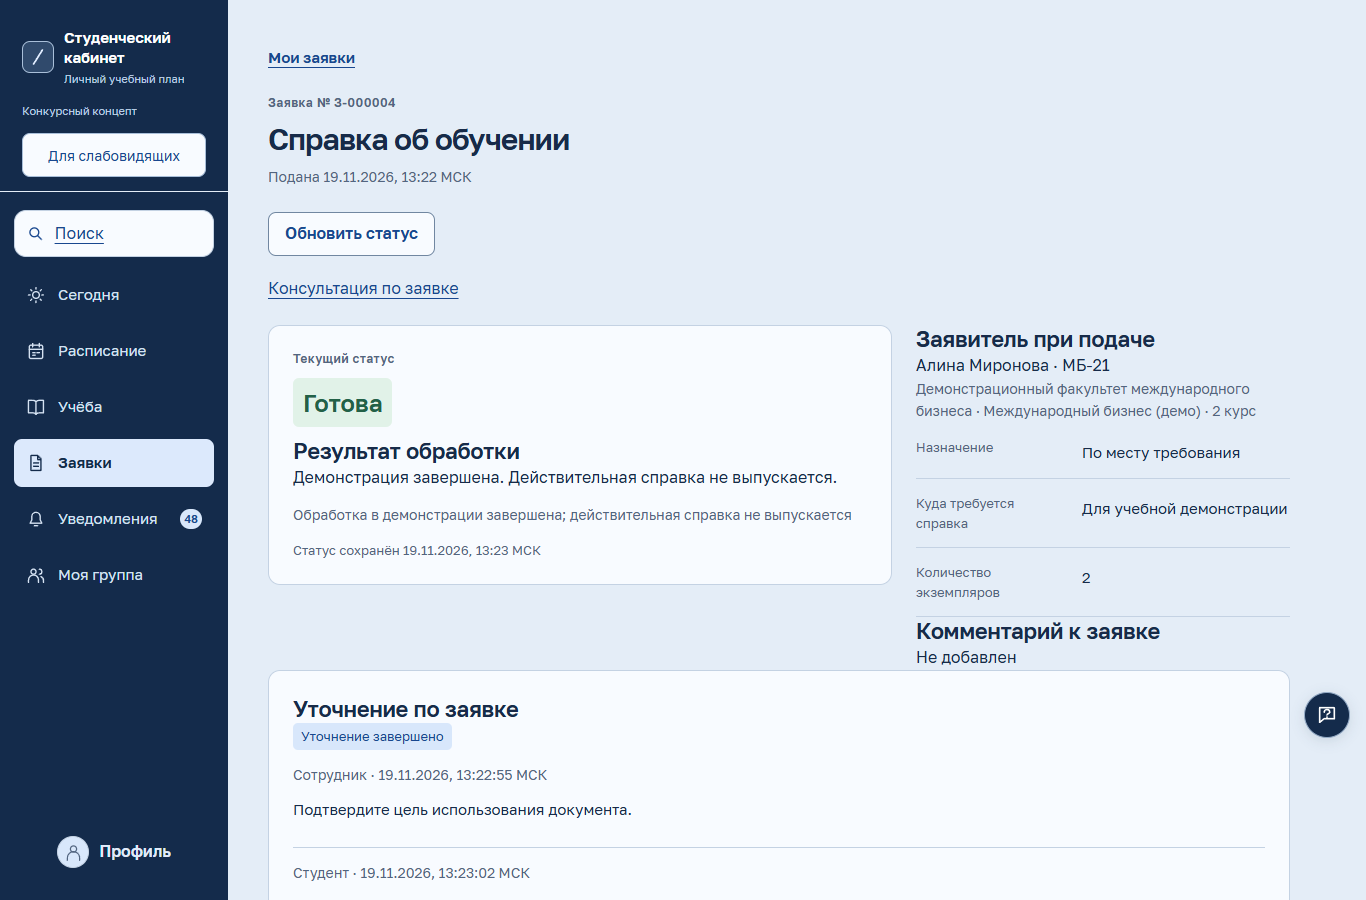 Студенческий
кабинет
Личный учебный план
Конкурсный концепт
Для слабовидящих
Поиск
Сегодня
Расписание
Учёба
Заявки
Уведомления 48
Моя группа
Профиль
Мои заявки
Заявка № З-000004
Справка об обучении
Подана 19.11.2026, 13:22 МСК
Обновить статус
Консультация по заявке
Текущий статус
Готова
Результат обработки
Демонстрация завершена. Действительная справка не выпускается.
Обработка в демонстрации завершена; действительная справка не выпускается
Статус сохранён 19.11.2026, 13:23 МСК
Заявитель при подаче
Алина Миронова · МБ-21
Демонстрационный факультет международного
бизнеса · Международный бизнес (демо) · 2 курс
Назначение
По месту требования
Куда требуется
справка
Для учебной демонстрации
Количество
экземпляров
2
Комментарий к заявке
Не добавлен
Уточнение по заявке
Уточнение завершено
Сотрудник · 19.11.2026, 13:22:55 МСК
Подтвердите цель использования документа.
Студент · 19.11.2026, 13:23:02 МСК